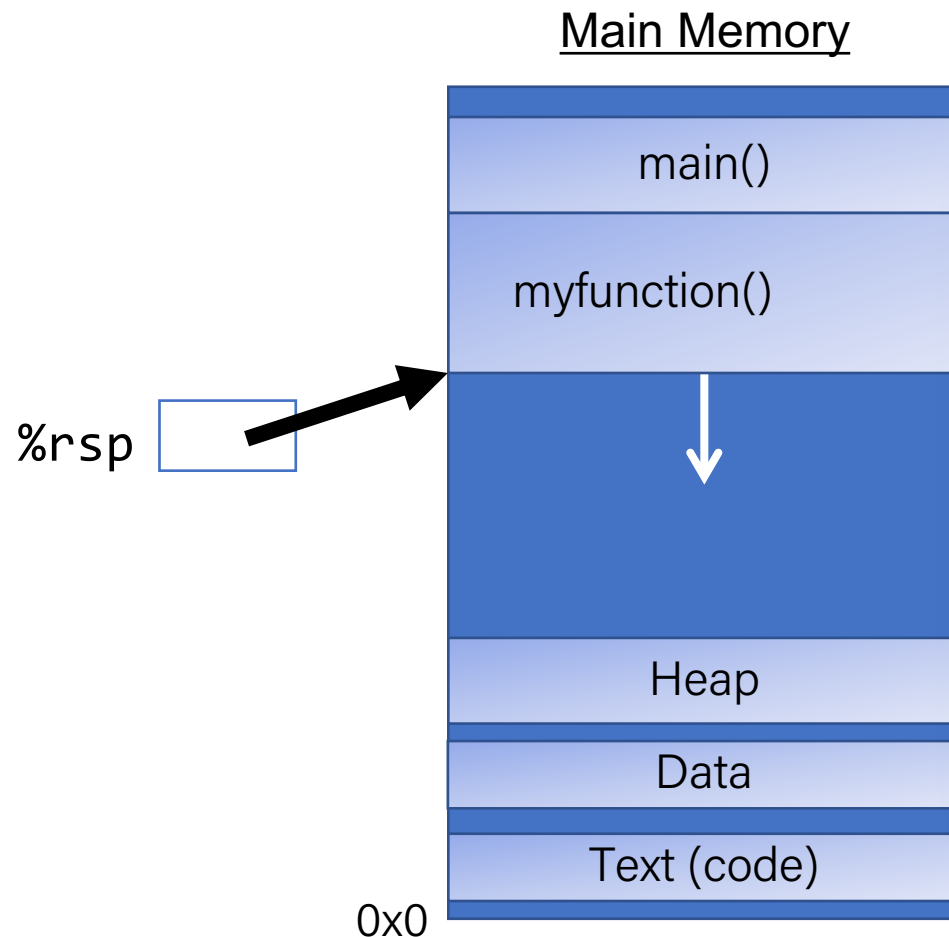 Main Memory
main()
myfunction()
%rsp
Heap
Data
Text (code)
0x0